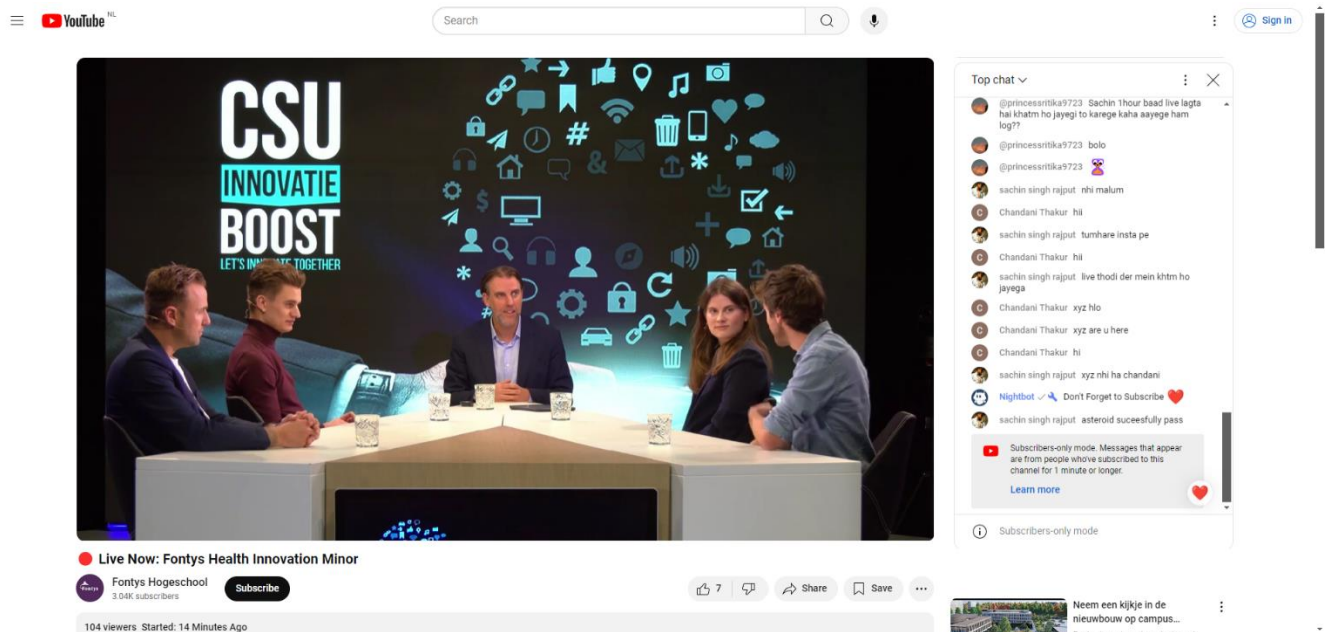 YouTube NL
Search
Sign in
CSU
INNOVATIE
BOOST
LET'S INNOVATE TOGETHER
Live Now: Fontys Health Innovation Minor
Fontys Hogeschool
3.04K subscribers
Subscribe
7
Share
Save
104 viewers Started: 14 Minutes Ago
Top chat
@princessritika9723 Sachin 1hour baad live lagta
hai khatm ho jayegi to karege kaha aayege ham
log??
@princessritika9723 bolo
@princessritika9723
sachin singh rajput nhi malum
C Chandani Thakur hii
sachin singh rajput tumhare insta pe
C Chandani Thakur hii
sachin singh rajput live thodi der mein khtm ho
jayega
C Chandani Thakur xyz hlo
C Chandani Thakur xyz are u here
C Chandani Thakur hi
sachin singh rajput xyz nhi ha chandani
Nightbot Don't Forget to Subscribe ❤️
sachin singh rajput asteroid suceesfully pass
Subscribers-only mode. Messages that appear
are from people who've subscribed to this
channel for 1 minute or longer.
Learn more
Subscribers-only mode
Neem een kijkje in de
nieuwbouw op campus...